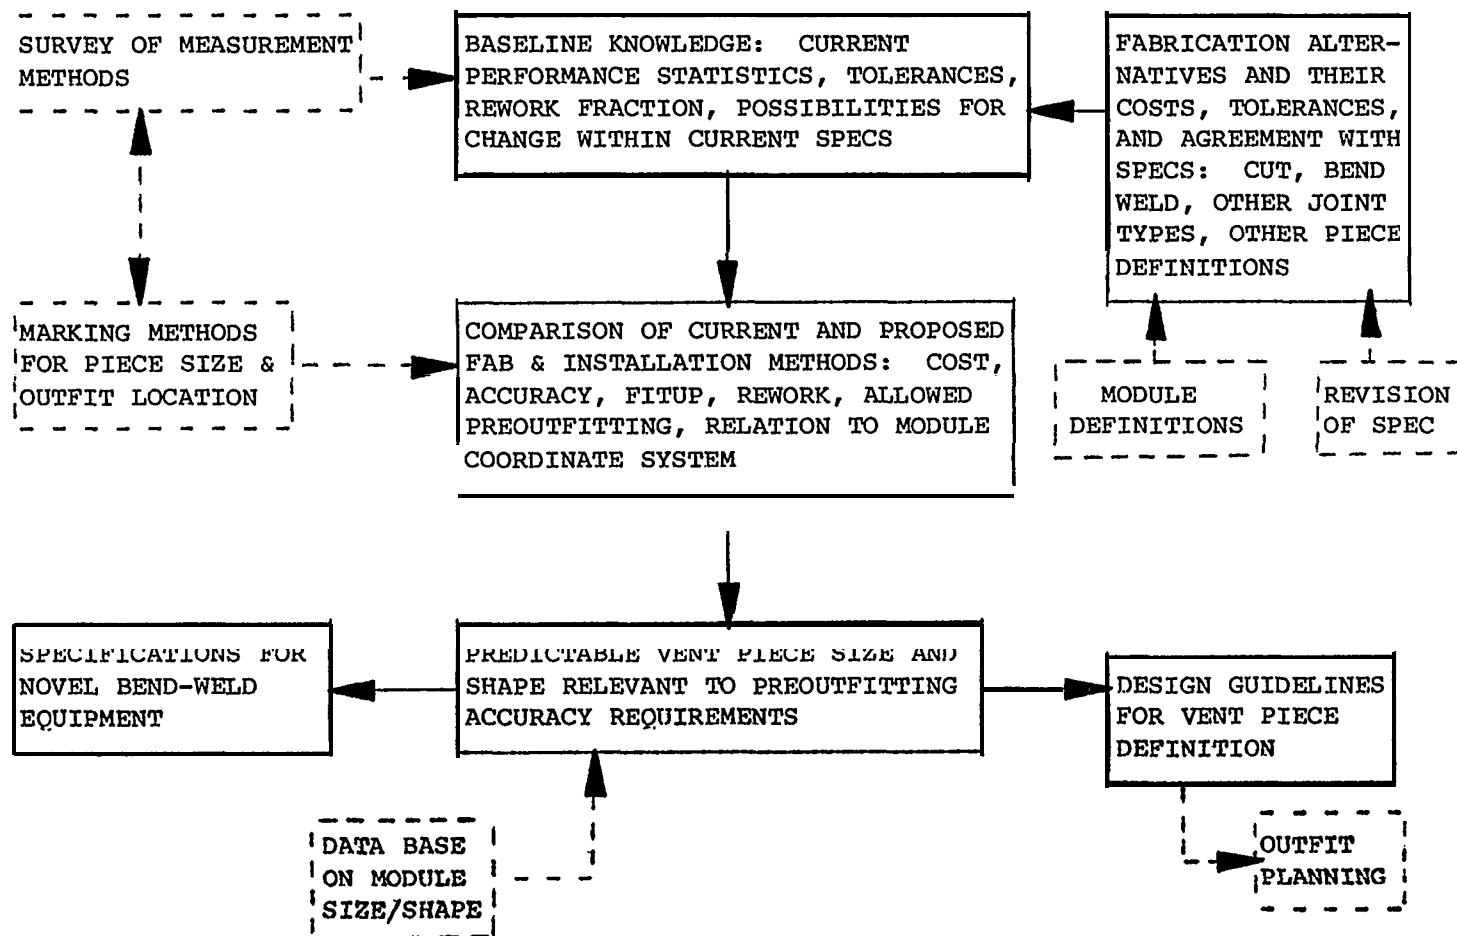 SURVEY OF MEASUREMENT
METHODS
BASELINE KNOWLEDGE: CURRENT
PERFORMANCE STATISTICS, TOLERANCES,
REWORK FRACTION, POSSIBILITIES FOR
CHANGE WITHIN CURRENT SPECS
FABRICATION ALTER-
NATIVES AND THEIR
COSTS, TOLERANCES,
AND AGREEMENT WITH
SPECS: CUT, BEND
WELD, OTHER JOINT
TYPES, OTHER PIECE
DEFINITIONS
MARKING METHODS
FOR PIECE SIZE &
OUTFIT LOCATION
COMPARISON OF CURRENT AND PROPOSED
FAB & INSTALLATION METHODS: COST,
ACCURACY, FITUP, REWORK, ALLOWED
PREOUTFITTING, RELATION TO MODULE
COORDINATE SYSTEM
MODULE
DEFINITIONS
REVISION
OF SPEC
SPECIFICATIONS FOR
NOVEL BEND-WELD
EQUIPMENT
PREDICTABLE VENT PIECE SIZE AND
SHAPE RELEVANT TO PREOUTFITTING
ACCURACY REQUIREMENTS
DESIGN GUIDELINES
FOR VENT PIECE
DEFINITION
DATA BASE
ON MODULE
SIZE/SHAPE
OUTFIT
PLANNING